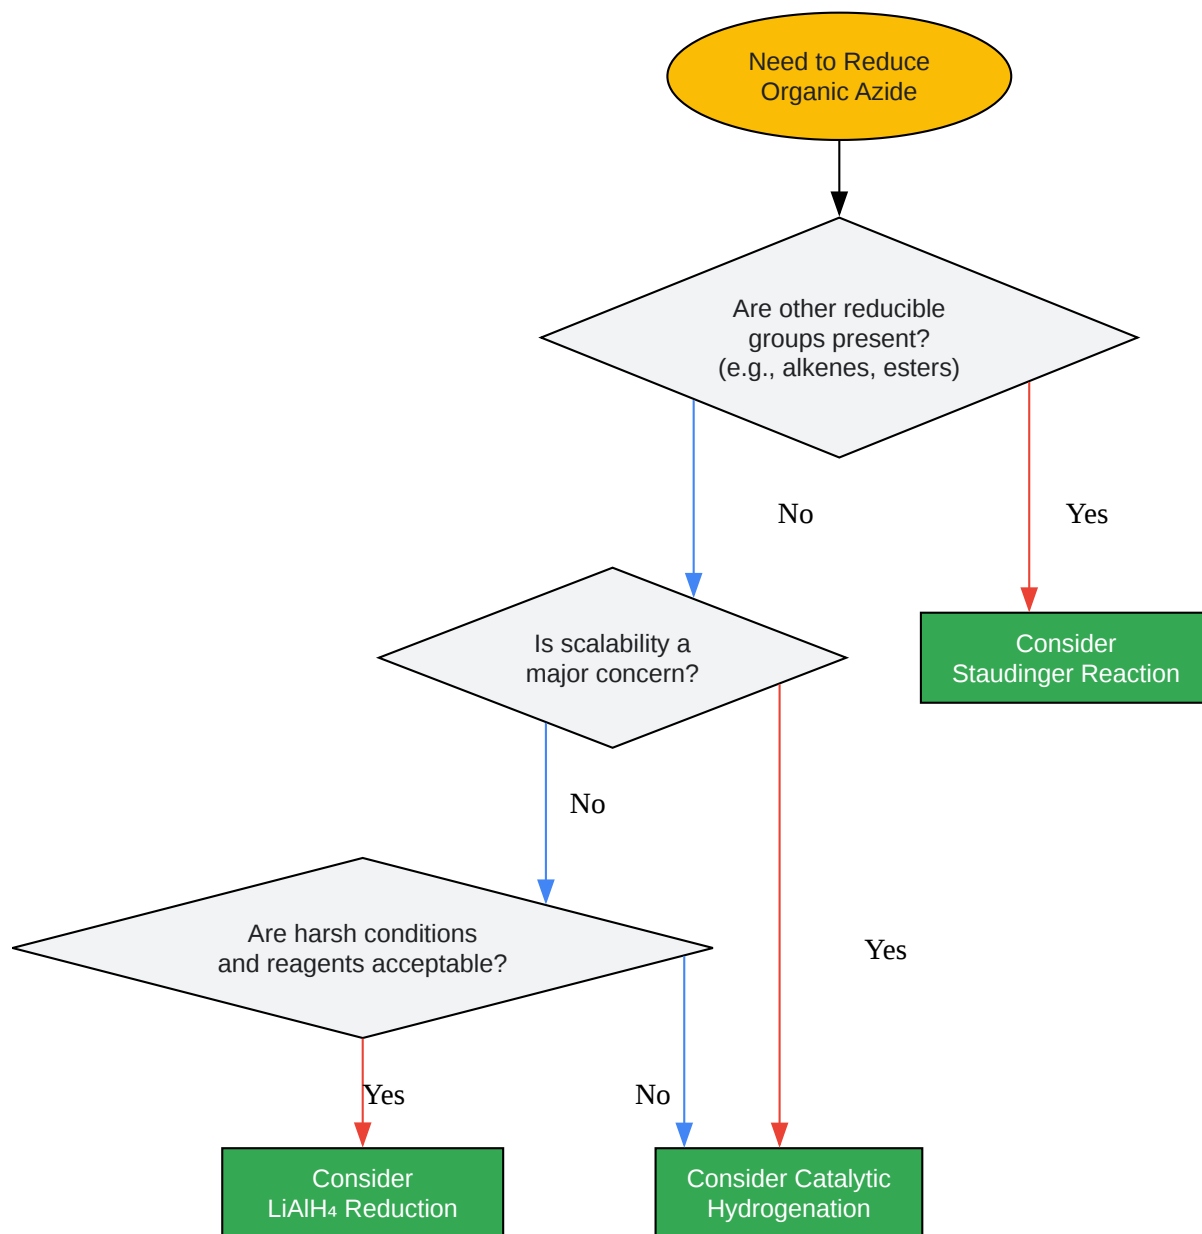 Need to Reduce
Organic Azide
Are other reducible
groups present?
(e.g., alkenes, esters)
No
Yes
Is scalability a
major concern?
Consider
Staudinger Reaction
No
Are harsh conditions
and reagents acceptable?
Yes
Yes
No
Consider
LiAlH₄ Reduction
Consider Catalytic
Hydrogenation